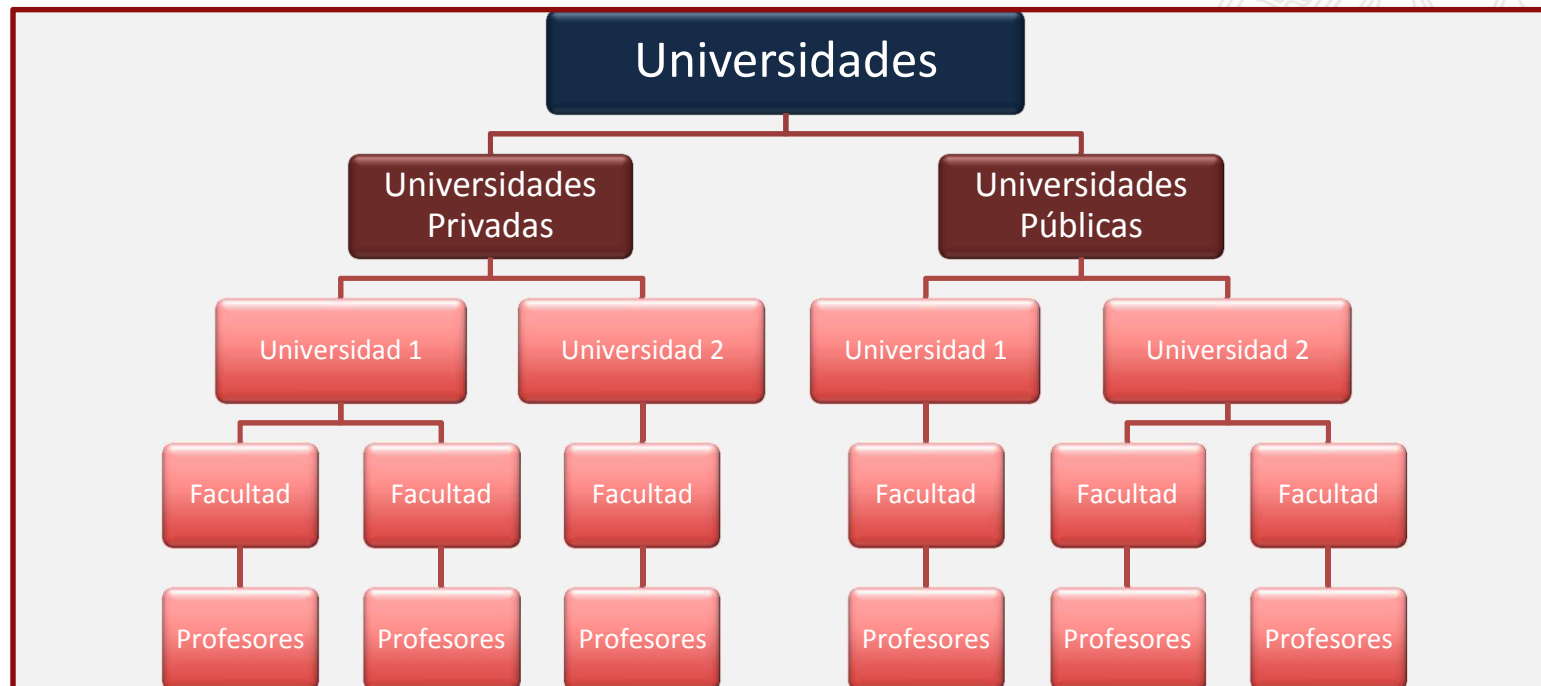 Universidades
Universidades
Privadas
Universidades
Públicas
Universidad 1
Universidad 2
Universidad 1
Universidad 2
Facultad
Facultad
Facultad
Facultad
Facultad
Facultad
Profesores
Profesores
Profesores
Profesores
Profesores
Profesores